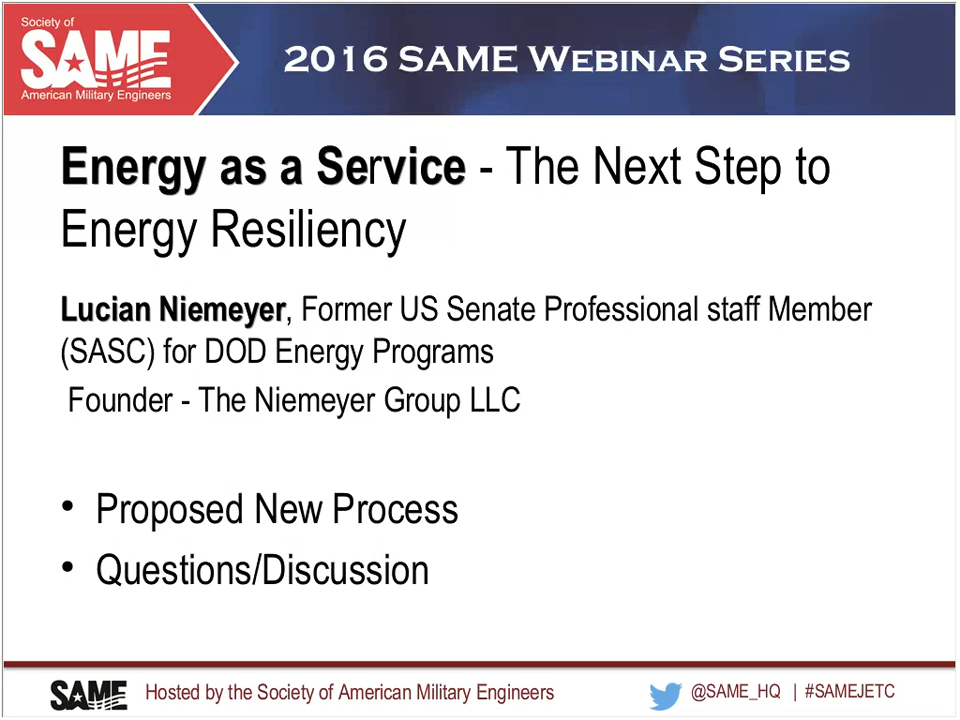 Society of
SAME
American Military Engineers
2016 SAME Webinar Series
Energy as a Service - The Next Step to
Energy Resiliency
Lucian Niemeyer, Former US Senate Professional staff Member
(SASC) for DOD Energy Programs
Founder - The Niemeyer Group LLC
• Proposed New Process
• Questions/Discussion
SAME Hosted by the Society of American Military Engineers @SAME_HQ | #SAMEJETC